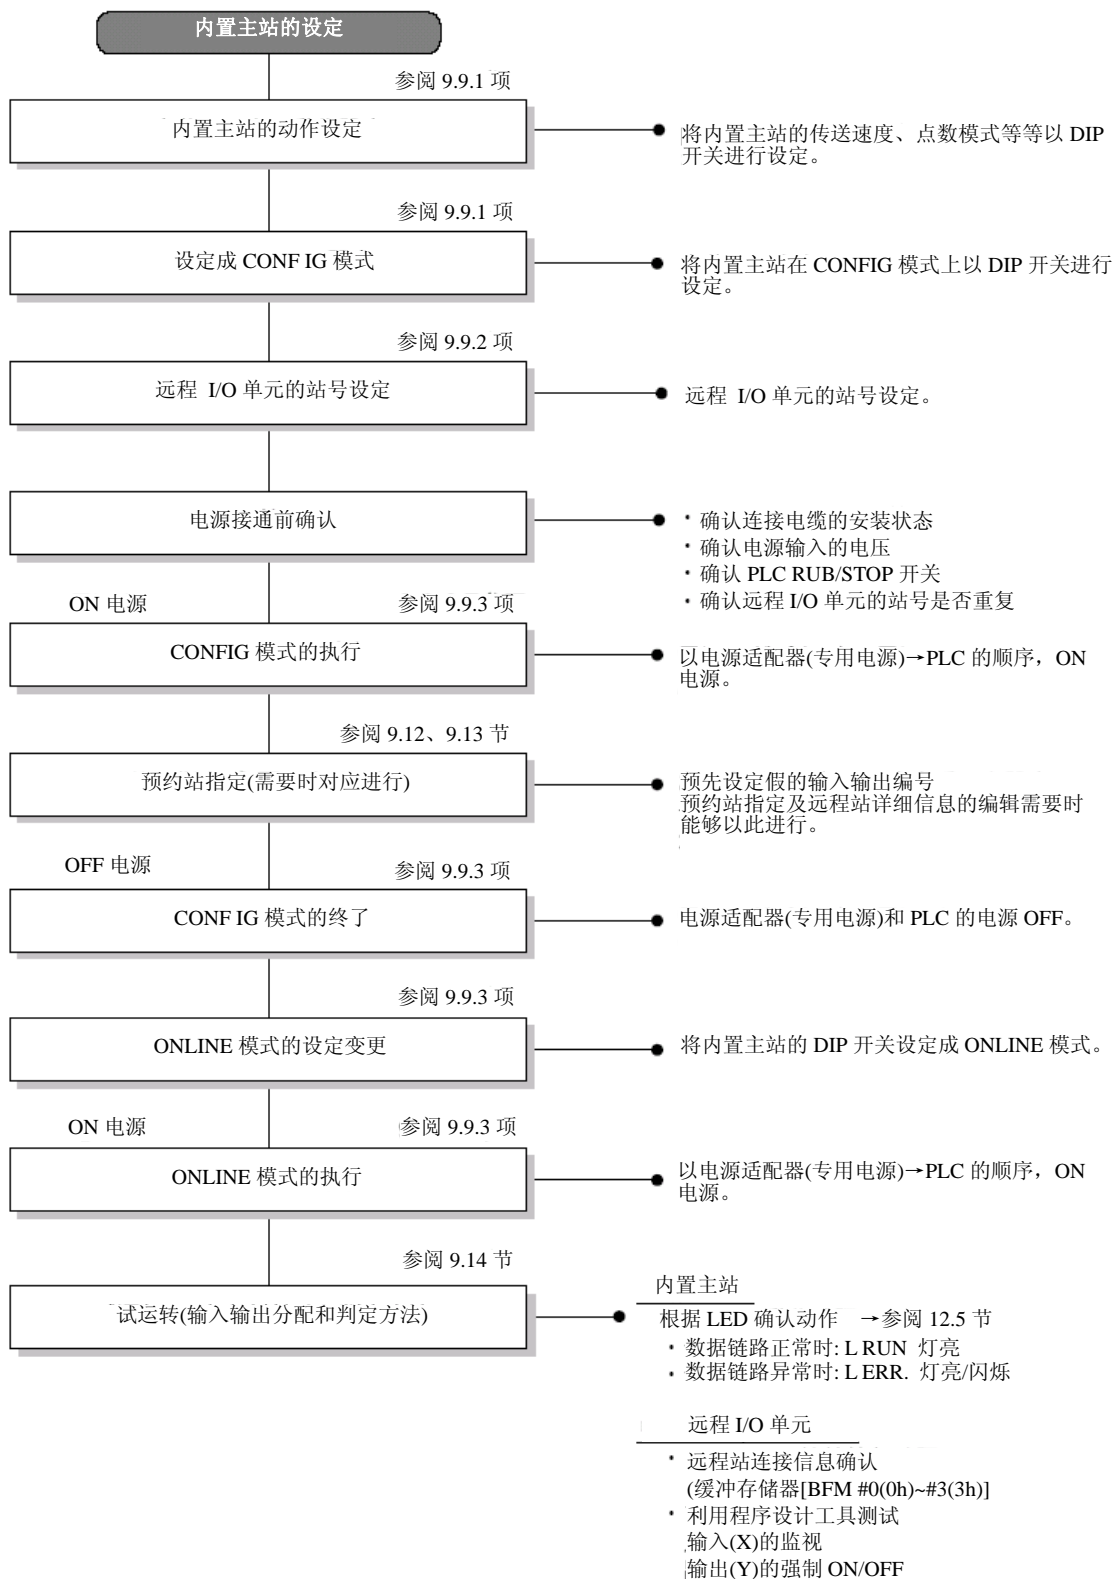 内置主站的设定
参阅 9.9.1 项
内置主站的动作设定
将内置主站的传送速度、点数模式等等以 DIP
开关进行设定。
参阅 9.9.1 项
设定成 CONF IG 模式
将内置主站在 CONFIG 模式上以 DIP 开关进行
设定。
参阅 9.9.2 项
远程 I/O 单元的站号设定
远程 I/O 单元的站号设定。
电源接通前确认
・确认连接电缆的安装状态
・确认电源输入的电压
・确认 PLC RUB/STOP 开关
・确认远程 I/O 单元的站号是否重复
ON 电源
参阅 9.9.3 项
CONFIG 模式的执行
以电源适配器(专用电源)→PLC 的顺序，ON
电源。
参阅 9.12、9.13 节
预约站指定(需要时对应进行)
预先设定假的输入输出编号
预约站指定及远程站详细信息的编辑需要时
能够以此进行。
OFF 电源
参阅 9.9.3 项
CONF IG 模式的终了
电源适配器(专用电源)和 PLC 的电源 OFF。
参阅 9.9.3 项
ONLINE 模式的设定变更
将内置主站的 DIP 开关设定成 ONLINE 模式。
ON 电源
参阅 9.9.3 项
ONLINE 模式的执行
以电源适配器(专用电源)→PLC 的顺序，ON
电源。
参阅 9.14 节
试运转(输入输出分配和判定方法)
内置主站
根据 LED 确认动作 →参阅 12.5 节
・数据链路正常时: L RUN 灯亮
・数据链路异常时: L ERR. 灯亮/闪烁
远程 I/O 单元
・远程站连接信息确认
(缓冲存储器[BFM #0(0h)~#3(3h)]
・利用程序设计工具测试
输入(X)的监视
输出(Y)的强制 ON/OFF